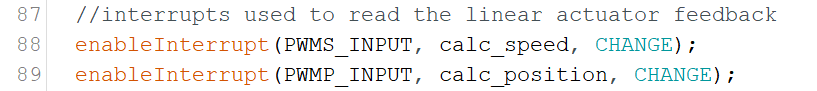 87 //interrupts used to read the linear actuator feedback
88 enableInterrupt(PWMS_INPUT, calc_speed, CHANGE);
89 enableInterrupt(PWMP_INPUT, calc_position, CHANGE);